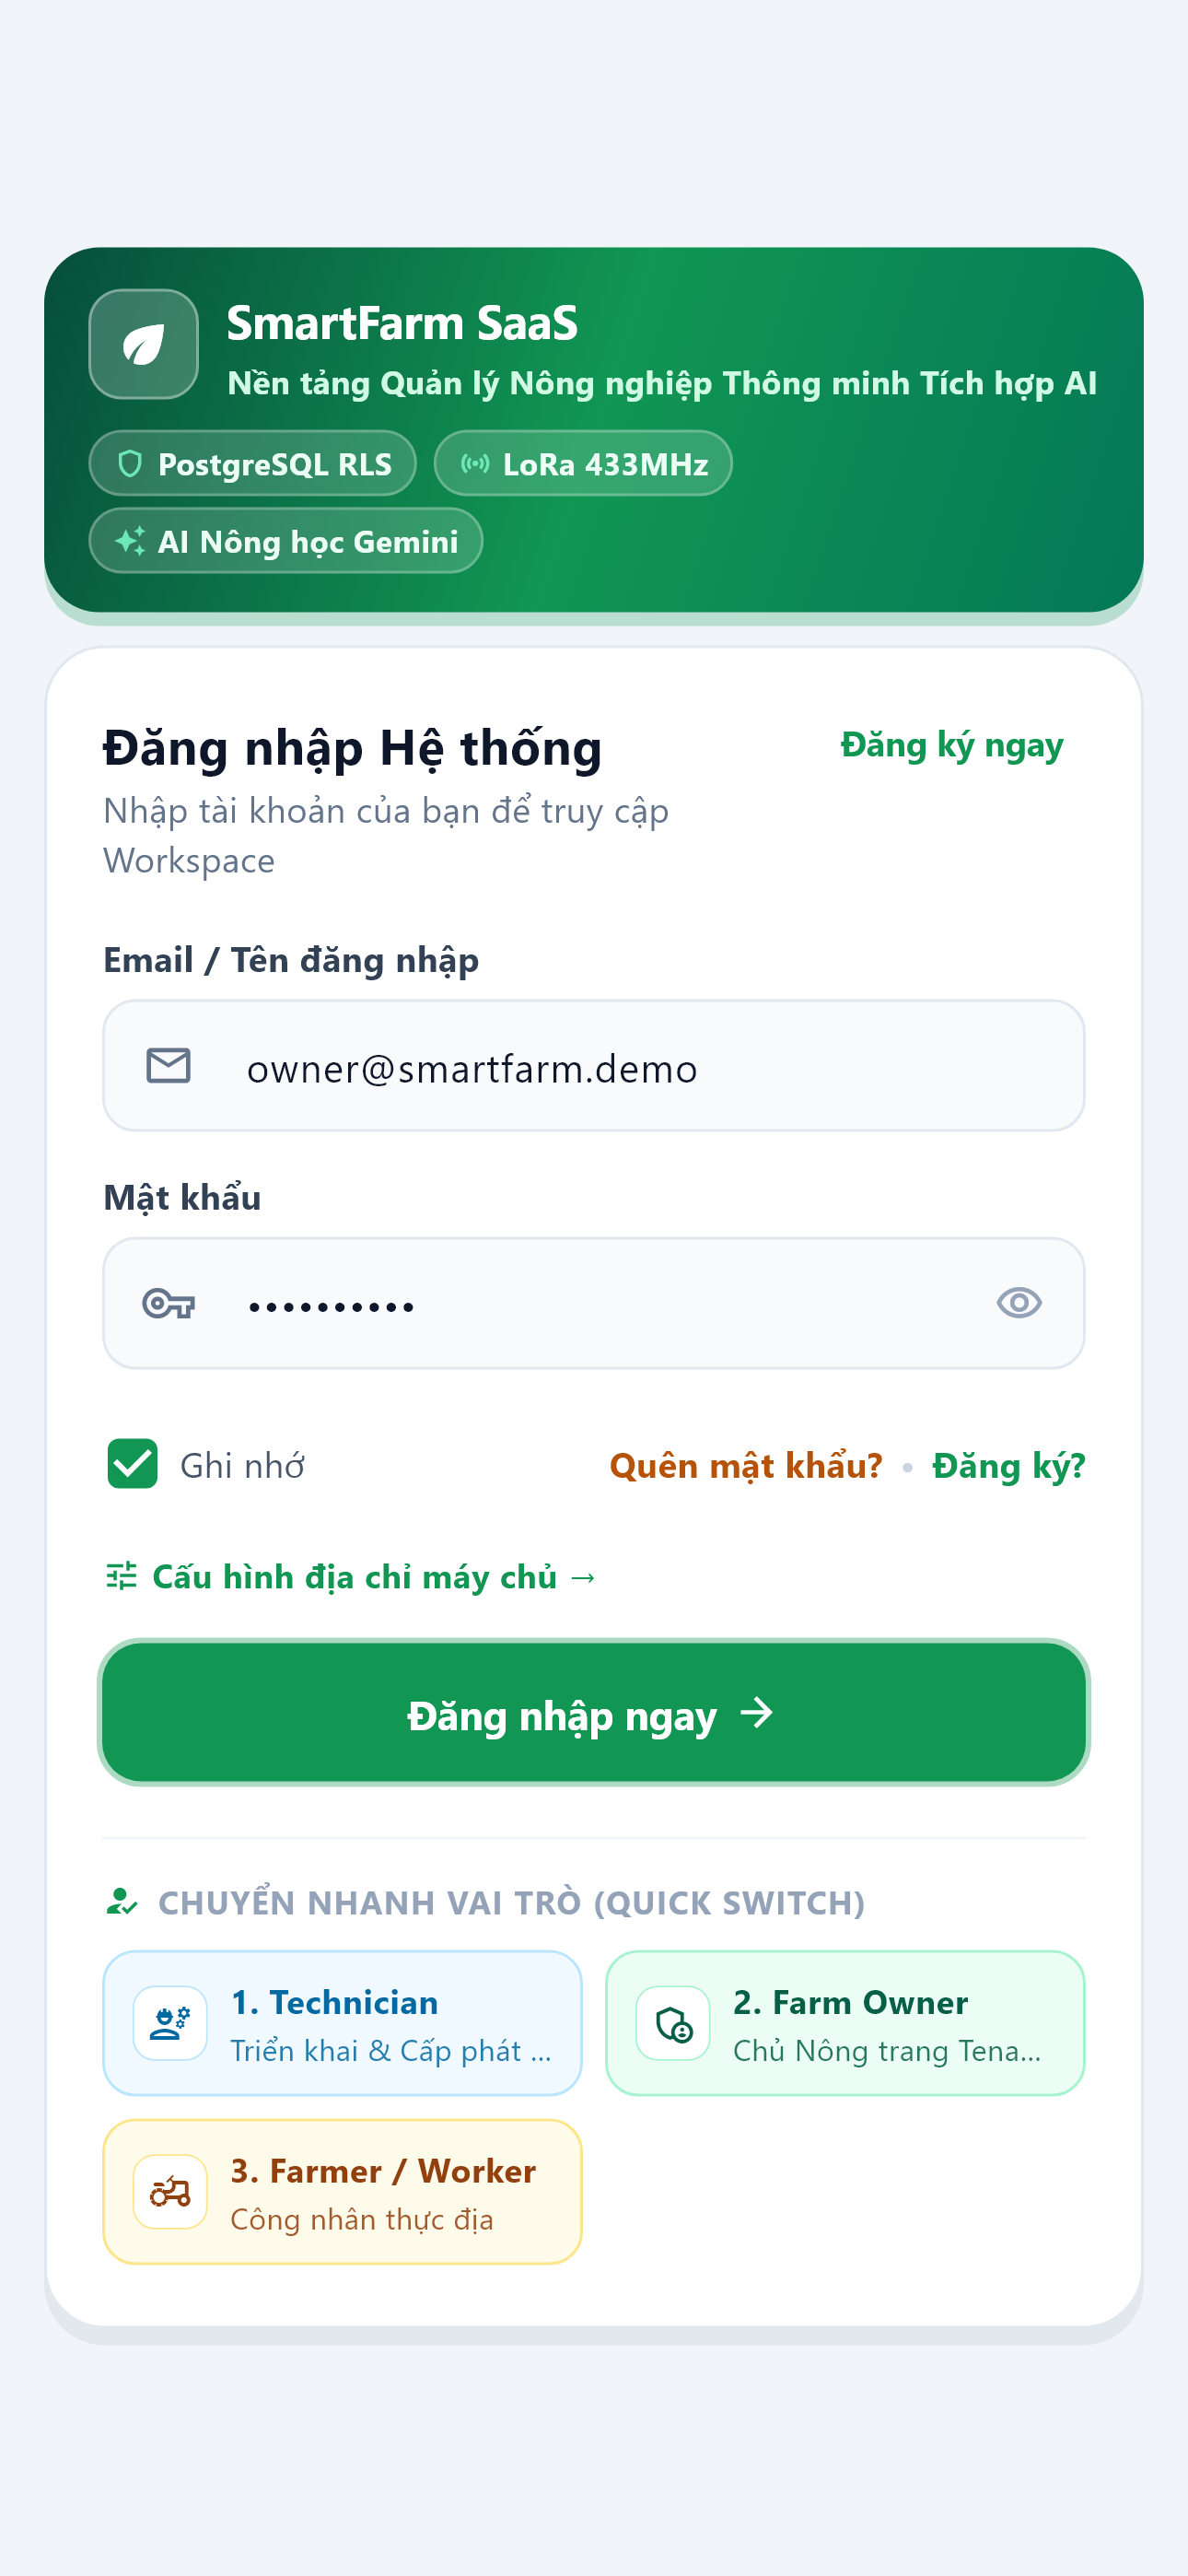 SmartFarm SaaS
Nền tảng Quản lý Nông nghiệp Thông minh Tích hợp AI
PostgreSQL RLS
LoRa 433MHz
AI Nông học Gemini
Đăng nhập Hệ thống
Đăng ký ngay
Nhập tài khoản của bạn để truy cập
Workspace
Email / Tên đăng nhập
owner@smartfarm.demo
Mật khẩu
••••••••••
Ghi nhớ
Quên mật khẩu? • Đăng ký?
Cấu hình địa chỉ máy chủ →
Đăng nhập ngay →
CHUYỂN NHANH VAI TRÒ (QUICK SWITCH)
1. Technician
Triển khai & Cấp phát ...
2. Farm Owner
Chủ Nông trang Tena...
3. Farmer / Worker
Công nhân thực địa